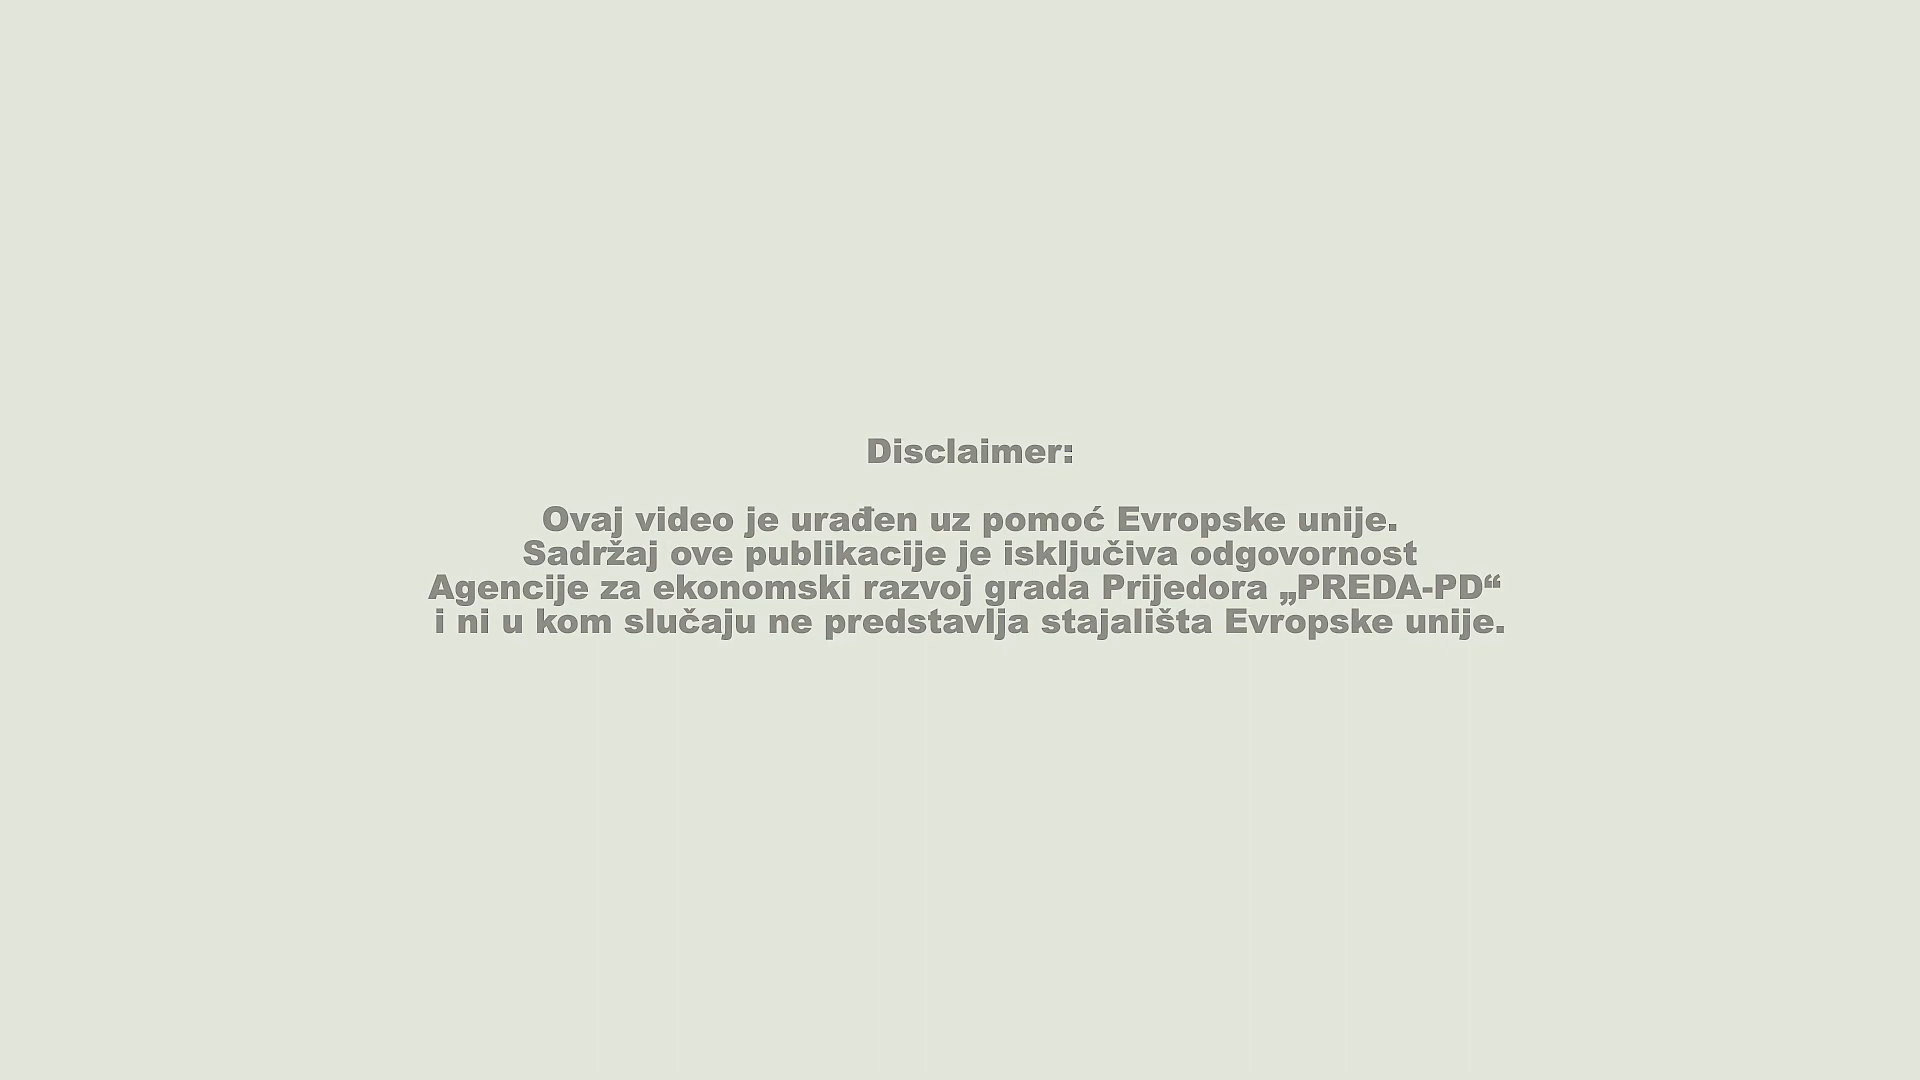 Disclaimer:
Ovaj video je urađen uz pomoć Evropske unije.
Sadržaj ove publikacije je isključiva odgovornost
Agencije za ekonomski razvoj grada Prijedora „PREDA-PD“
i ni u kom slučaju ne predstavlja stajališta Evropske unije.